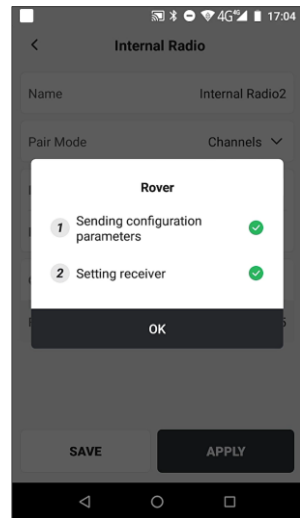 4G 17:04
Internal Radio
Name Internal Radio2
Pair Mode Channels
Rover
1 Sending configuration
parameters
2 Setting receiver
OK
SAVE APPLY